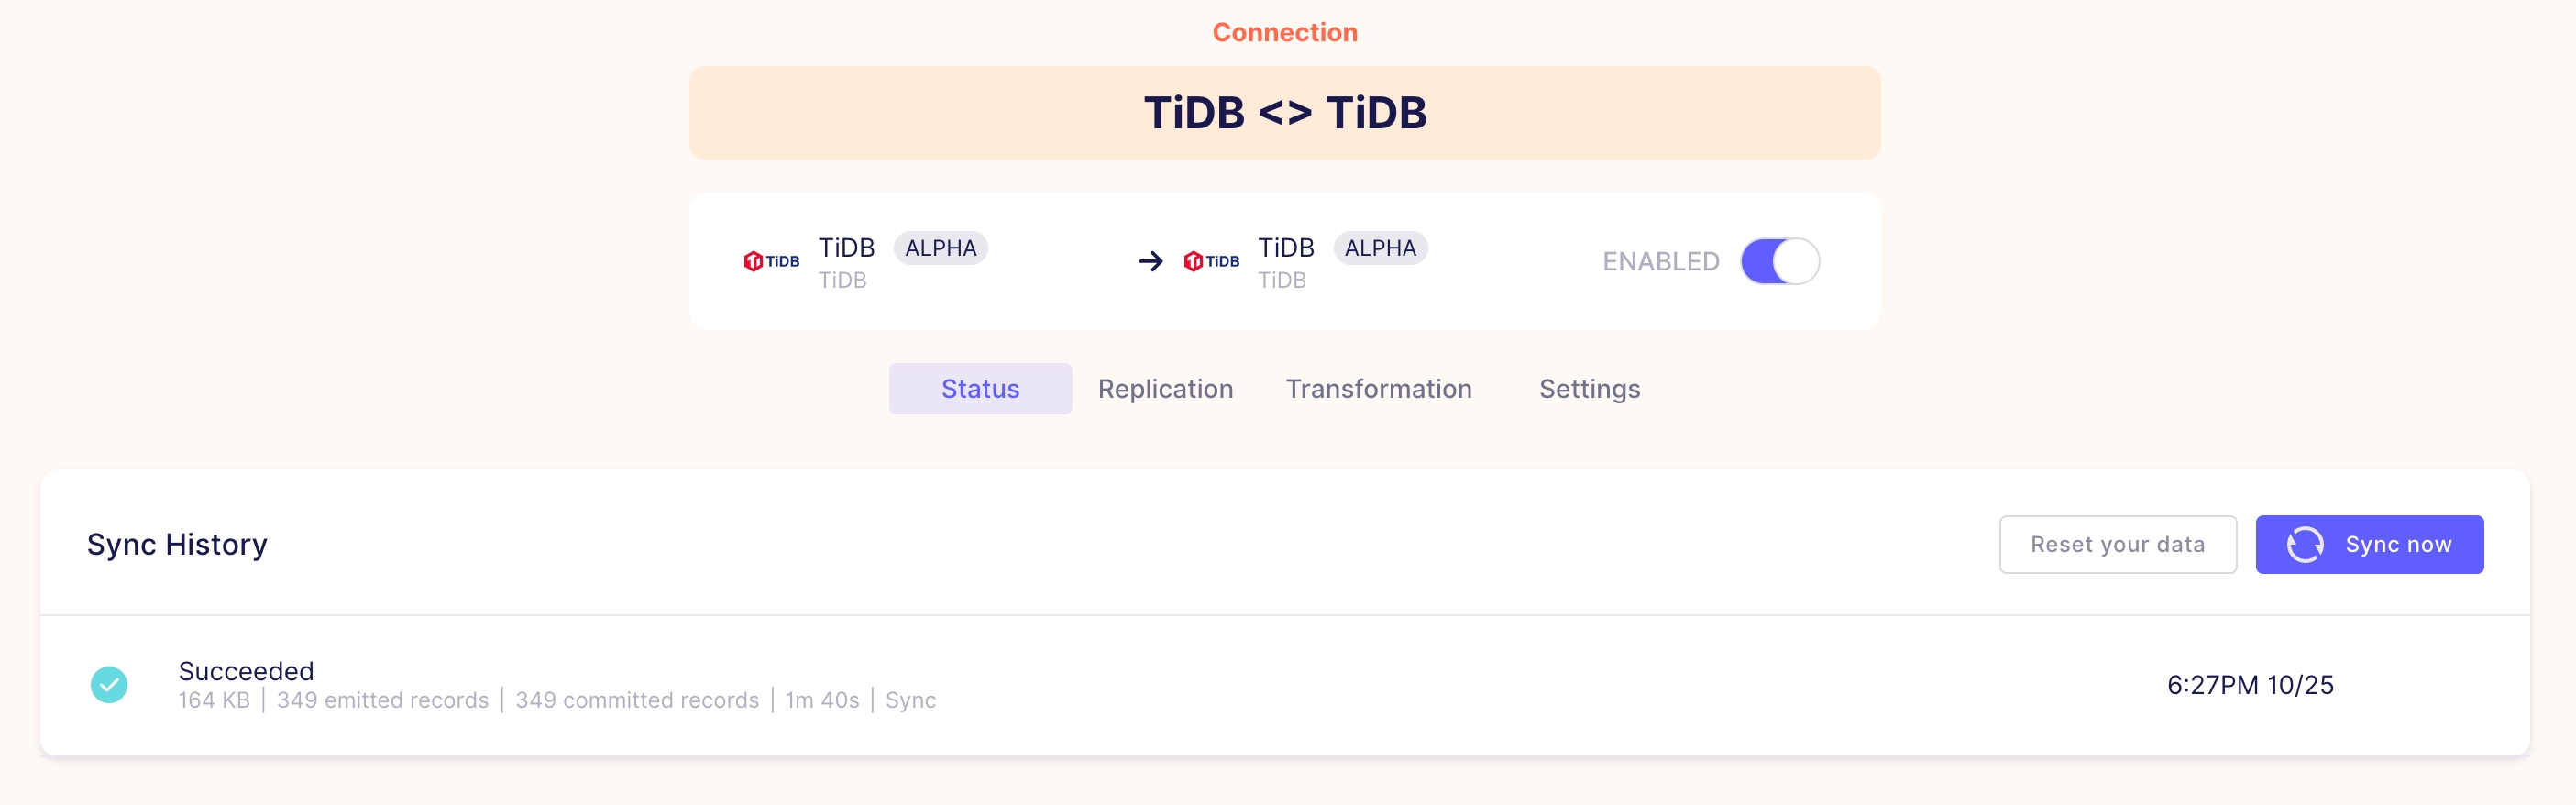 Connection
TiDB <> TiDB
TiDB TiDB ALPHA
TiDB
TiDB TiDB ALPHA
TiDB
ENABLED
Status Replication Transformation Settings
Sync History
Reset your data
Sync now
Succeeded
164 KB | 349 emitted records | 349 committed records | 1m 40s | Sync
6:27PM 10/25